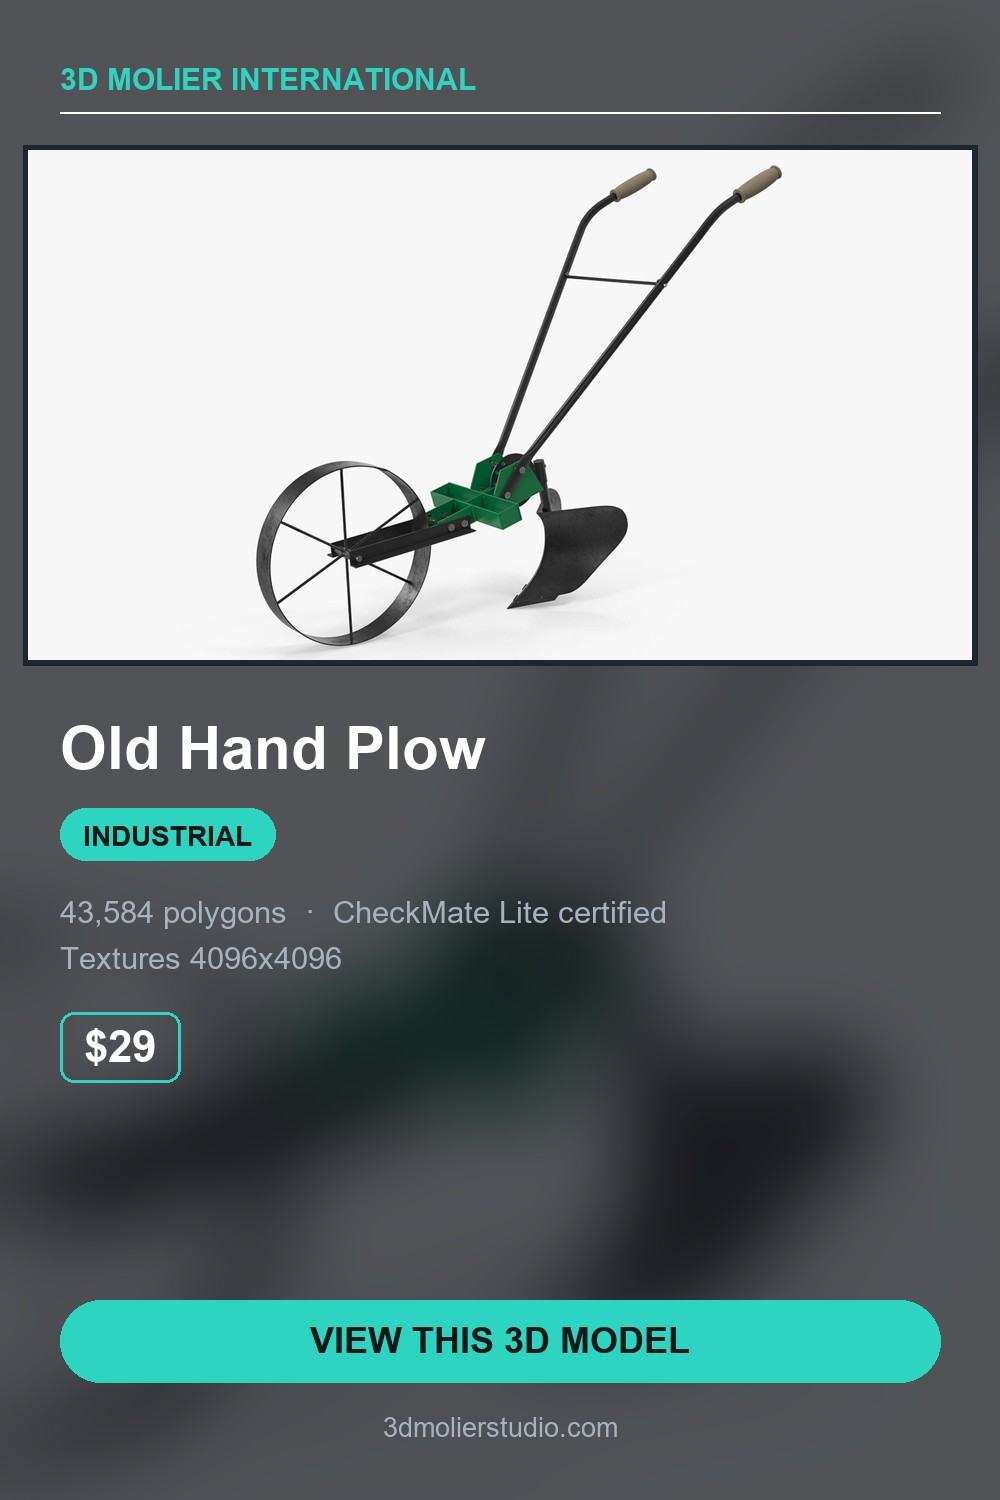 3D MOLIER INTERNATIONAL
Old Hand Plow
INDUSTRIAL
43,584 polygons · CheckMate Lite certified
Textures 4096x4096
$29
VIEW THIS 3D MODEL
3dmolierstudio.com